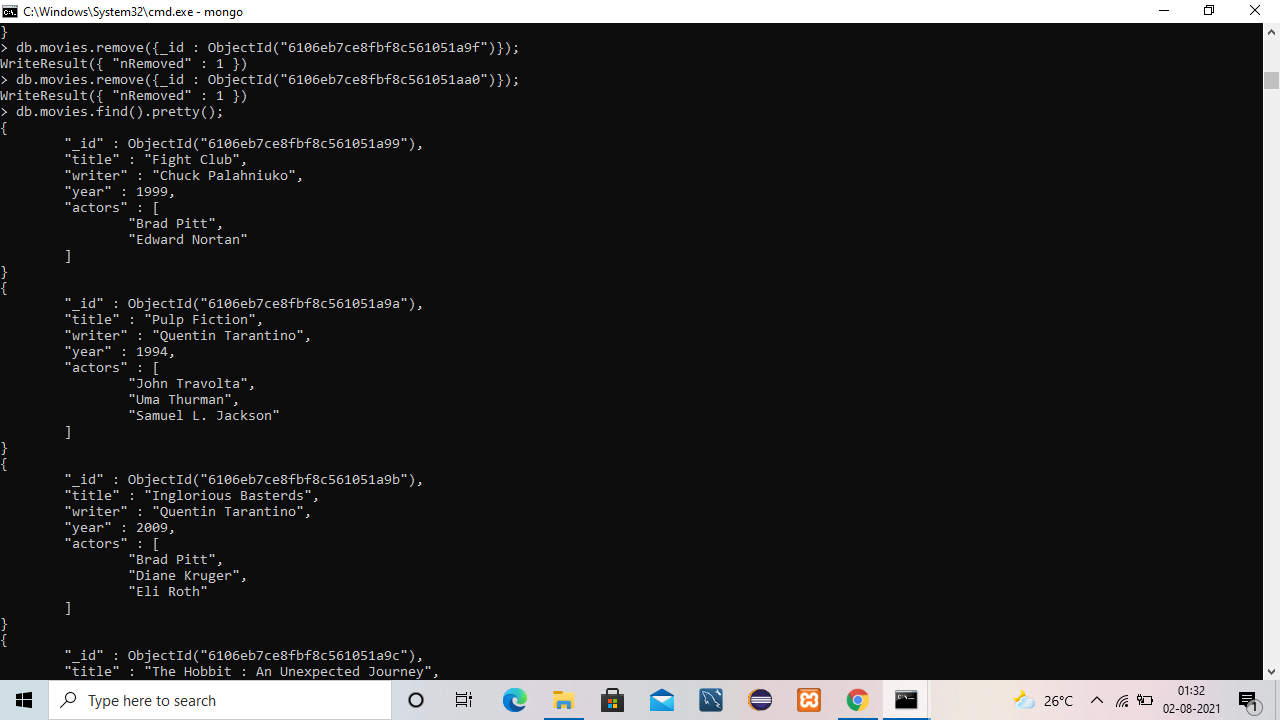 C:\Windows\System32\cmd.exe - mongo
}
> db.movies.remove({_id : ObjectId("6106eb7ce8fbf8c561051a9f")});
WriteResult({ "nRemoved" : 1 })
> db.movies.remove({_id : ObjectId("6106eb7ce8fbf8c561051aa0")});
WriteResult({ "nRemoved" : 1 })
> db.movies.find().pretty();
{
        "_id" : ObjectId("6106eb7ce8fbf8c561051a99"),
        "title" : "Fight Club",
        "writer" : "Chuck Palahniuko",
        "year" : 1999,
        "actors" : [
                "Brad Pitt",
                "Edward Nortan"
        ]
}
{
        "_id" : ObjectId("6106eb7ce8fbf8c561051a9a"),
        "title" : "Pulp Fiction",
        "writer" : "Quentin Tarantino",
        "year" : 1994,
        "actors" : [
                "John Travolta",
                "Uma Thurman",
                "Samuel L. Jackson"
        ]
}
{
        "_id" : ObjectId("6106eb7ce8fbf8c561051a9b"),
        "title" : "Inglorious Basterds",
        "writer" : "Quentin Tarantino",
        "year" : 2009,
        "actors" : [
                "Brad Pitt",
                "Diane Kruger",
                "Eli Roth"
        ]
}
{
        "_id" : ObjectId("6106eb7ce8fbf8c561051a9c"),
        "title" : "The Hobbit : An Unexpected Journey",
Type here to search
26°C
01:32
02-08-2021
1